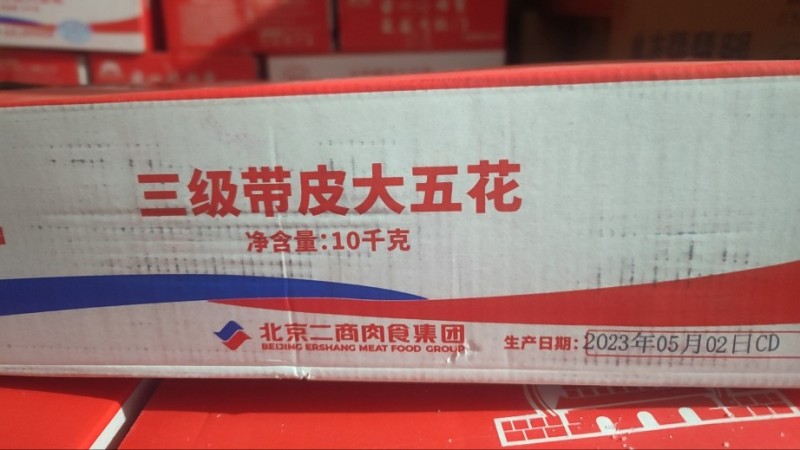 三级带皮大五花
净含量:10千克
北京二商肉食集团
BEIJING ERSHANG MEAT FOOD GROUP
生产日期:2023年05月02日CD